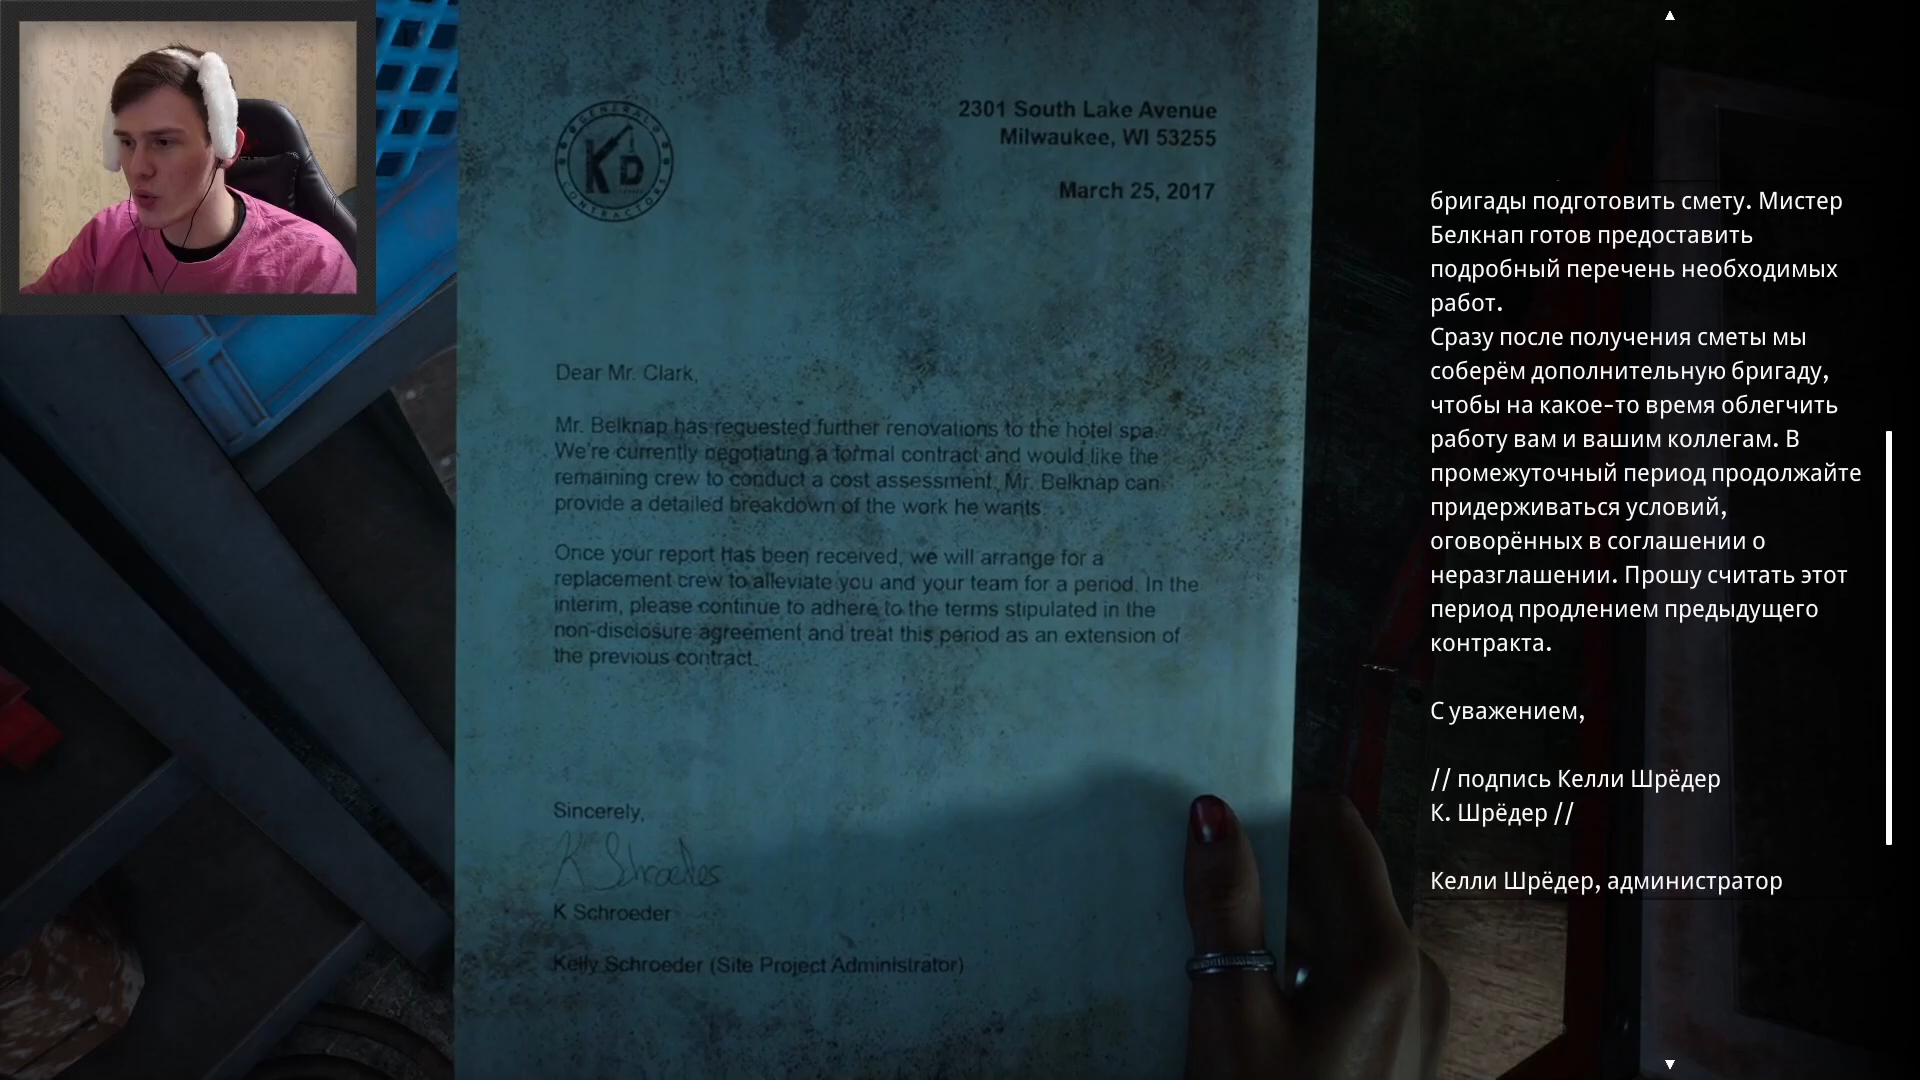 GENERAL
KD
CONTRACTORS
2301 South Lake Avenue
Milwaukee, WI 53255
March 25, 2017
Dear Mr. Clark,
Mr. Belknap has requested further renovations to the hotel spa.
We're currently negotiating a formal contract and would like the
remaining crew to conduct a cost assessment. Mr. Belknap can
provide a detailed breakdown of the work he wants.
Once your report has been received, we will arrange for a
replacement crew to alleviate you and your team for a period. In the
interim, please continue to adhere to the terms stipulated in the
non-disclosure agreement and treat this period as an extension of
the previous contract.
Sincerely,
K Schroeder
K Schroeder
Kelly Schroeder (Site Project Administrator)
бригады подготовить смету. Мистер
Белкнап готов предоставить
подробный перечень необходимых
работ.
Сразу после получения сметы мы
соберём дополнительную бригаду,
чтобы на какое-то время облегчить
работу вам и вашим коллегам. В
промежуточный период продолжайте
придерживаться условий,
оговорённых в соглашении о
неразглашении. Прошу считать этот
период продлением предыдущего
контракта.
С уважением,
// подпись Келли Шрёдер
К. Шрёдер //
Келли Шрёдер, администратор